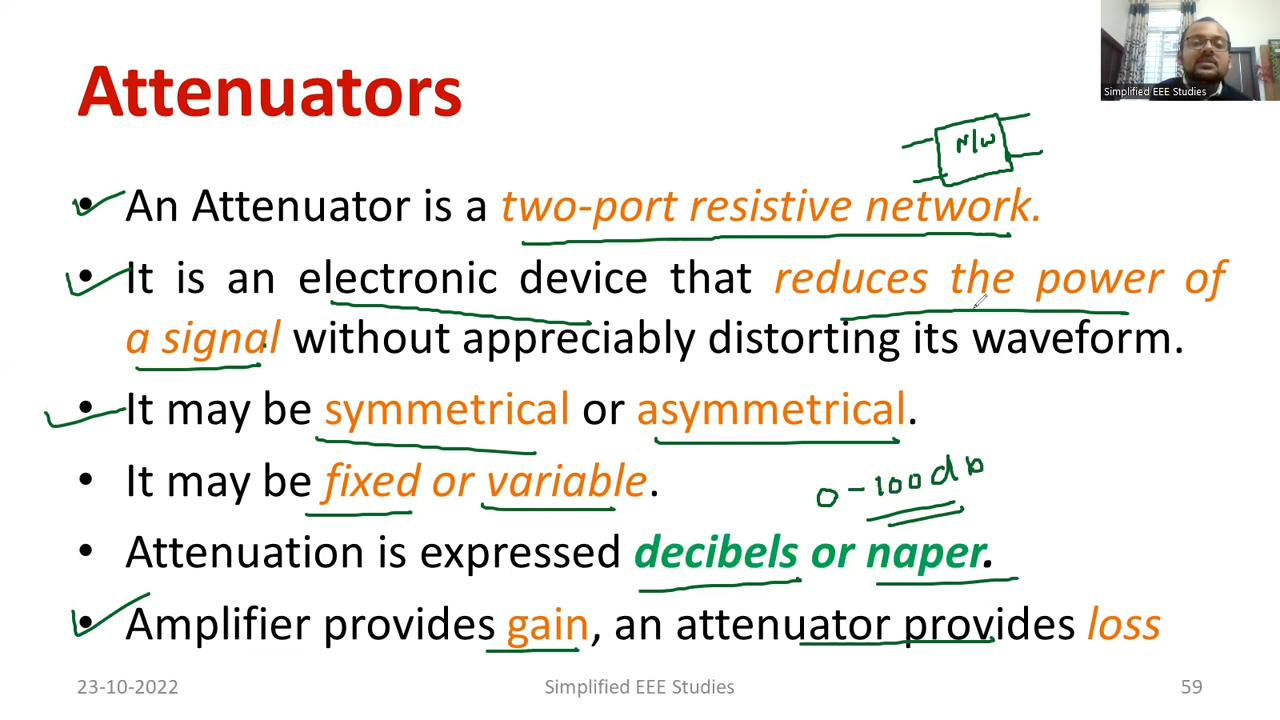 Simplified EEE Studies
Attenuators
N/W
• An Attenuator is a two-port resistive network.
• It is an electronic device that reduces the power of
a signal without appreciably distorting its waveform.
• It may be symmetrical or asymmetrical.
• It may be fixed or variable.
0-100db
• Attenuation is expressed decibels or naper.
• Amplifier provides gain, an attenuator provides loss
23-10-2022 Simplified EEE Studies 59